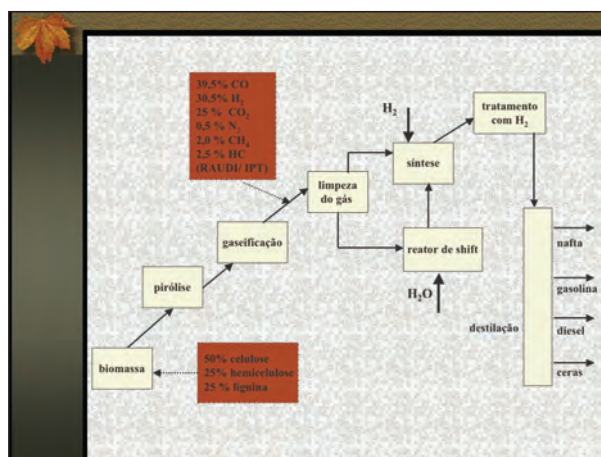 39,5% CO
30,5% H₂
25 % CO₂
0,5 % N₂
2,0 % CH₄
2,5 % HC
(RAUDI/ IPT)
H₂
tratamento
com H₂
síntese
limpeza
do gás
gaseificação
reator de shift
nafta
pirólise
H₂O
gasolina
destilação
diesel
biomassa
50% celulose
25% hemicelulose
25 % lignina
ceras